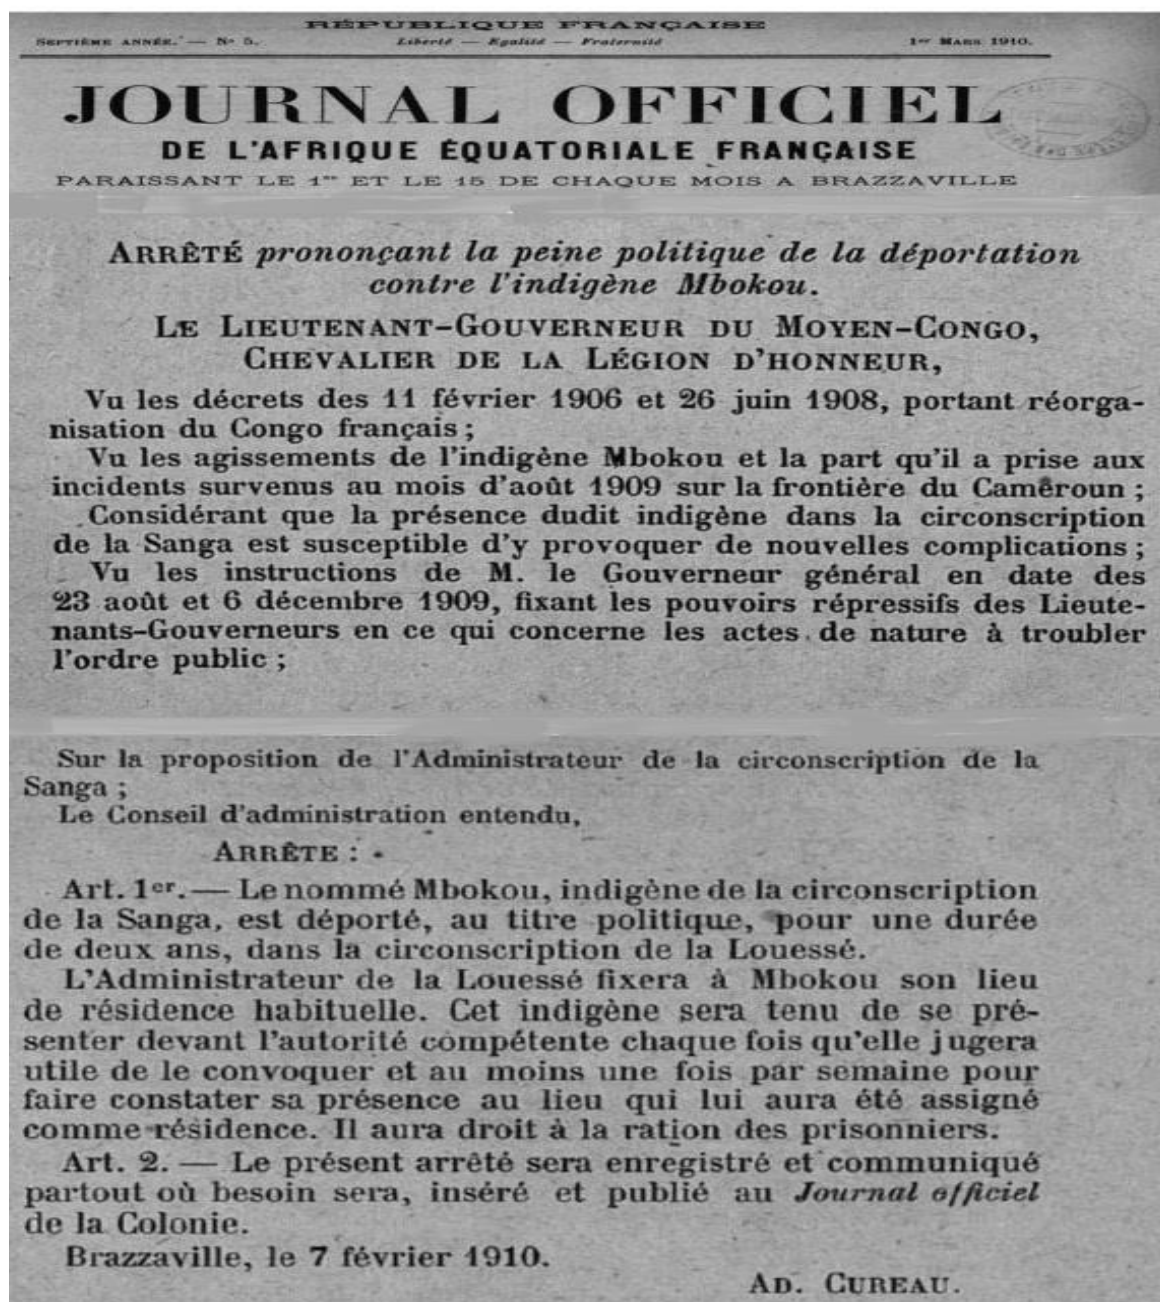 RÉPUBLIQUE FRANÇAISE
SEPTIÈME ANNÉE. — No 5.
Liberté — Egalité — Fraternité
1er MARS 1910.
JOURNAL OFFICIEL
DE L'AFRIQUE ÉQUATORIALE FRANÇAISE
PARAISSANT LE 1er ET LE 15 DE CHAQUE MOIS A BRAZZAVILLE
ARRÊTÉ prononçant la peine politique de la déportation
contre l'indigène Mbokou.
LE LIEUTENANT-GOUVERNEUR DU MOYEN-CONGO,
CHEVALIER DE LA LÉGION D'HONNEUR,
Vu les décrets des 11 février 1906 et 26 juin 1908, portant réorga-
nisation du Congo français ;
Vu les agissements de l'indigène Mbokou et la part qu'il a prise aux
incidents survenus au mois d'août 1909 sur la frontière du Camêroun ;
Considérant que la présence dudit indigène dans la circonscription
de la Sanga est susceptible d'y provoquer de nouvelles complications ;
Vu les instructions de M. le Gouverneur général en date des
23 août et 6 décembre 1909, fixant les pouvoirs répressifs des Lieute-
nants-Gouverneurs en ce qui concerne les actes de nature à troubler
l'ordre public ;
Sur la proposition de l'Administrateur de la circonscription de la
Sanga ;
Le Conseil d'administration entendu,
ARRÊTE :
Art. 1er. — Le nommé Mbokou, indigène de la circonscription
de la Sanga, est déporté, au titre politique, pour une durée
de deux ans, dans la circonscription de la Louessé.
L'Administrateur de la Louessé fixera à Mbokou son lieu
de résidence habituelle. Cet indigène sera tenu de se pré-
senter devant l'autorité compétente chaque fois qu'elle jugera
utile de le convoquer et au moins une fois par semaine pour
faire constater sa présence au lieu qui lui aura été assigné
comme résidence. Il aura droit à la ration des prisonniers.
Art. 2. — Le présent arrêté sera enregistré et communiqué
partout où besoin sera, inséré et publié au Journal officiel
de la Colonie.
Brazzaville, le 7 février 1910.
AD. CUREAU.